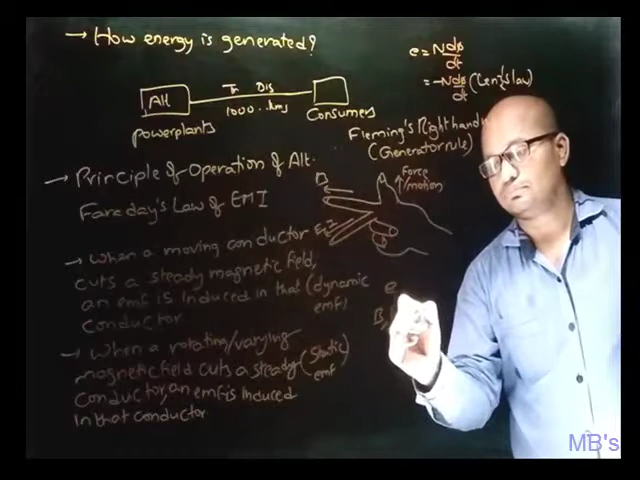 → How energy is generated?
Alt
Tr Dis
1000...kms
powerplants
Consumers
e = N dø/dt
= -N dø/dt (Lenz's law)
Fleming's Right hand
(Generator rule)
→ Principle of Operation of Alt.
Faraday's Law of EMI
→ When a moving conductor
cuts a steady magnetic field,
an emf is induced in that (dynamic
conductor emf)
→ When a rotating/varying
magnetic field cuts a steady (static)
conductor, an emf is induced emf
in that conductor
B
Force
/motion
e
B,
MB's